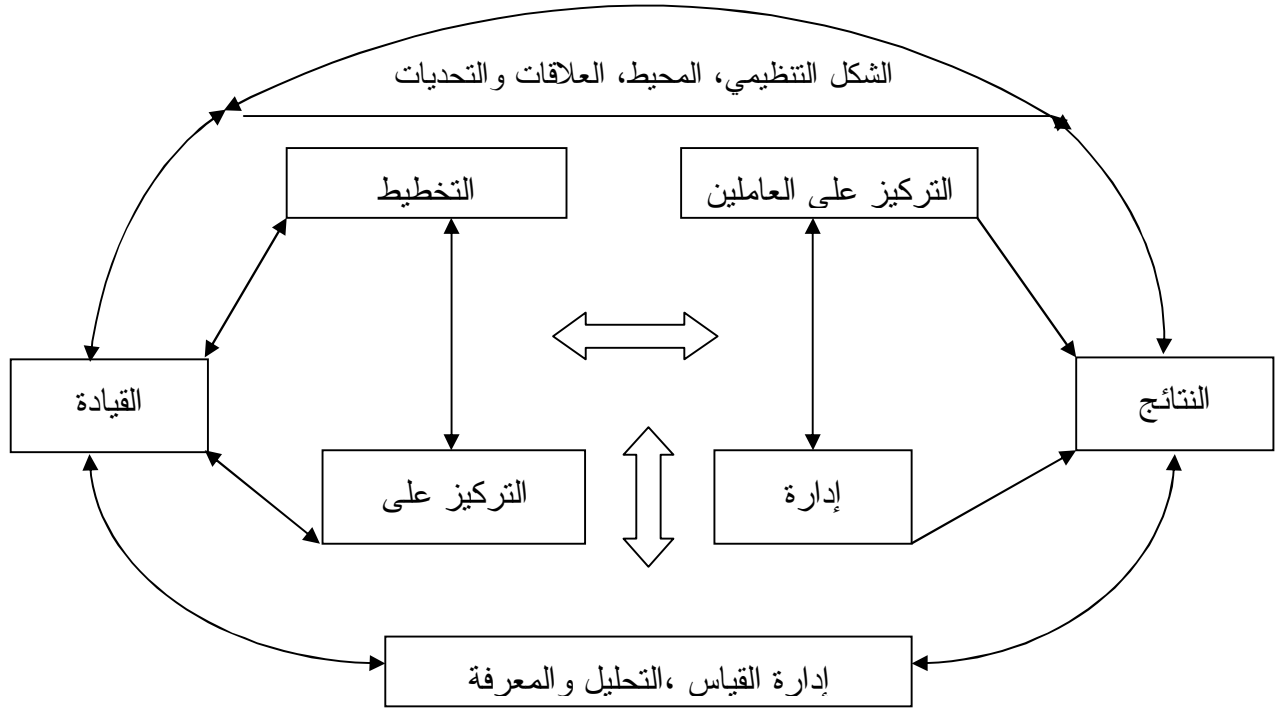 الشكل التنظيمي، المحيط، العلاقات والتحديات
التركيز على العاملين
التخطيط
النتائج
القيادة
إدارة
التركيز على
إدارة القياس ،التحليل والمعرفة